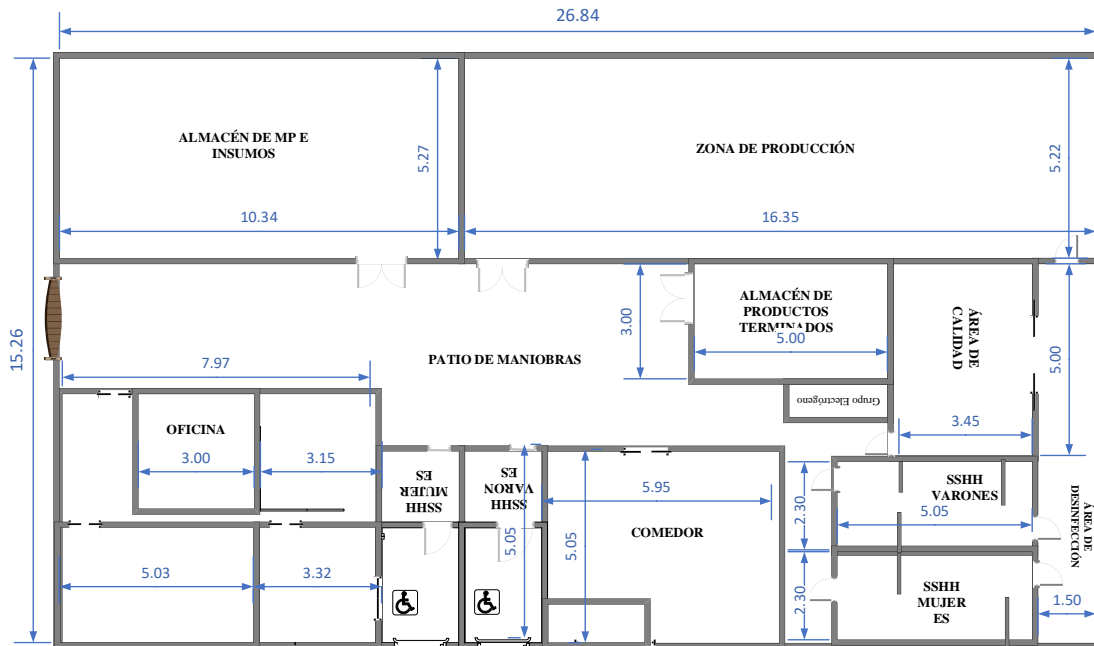 26.84
ALMACÉN DE MP E
INSUMOS
5.27
10.34
ZONA DE PRODUCCIÓN
5.22
16.35
15.26
3.00
ALMACÉN DE
PRODUCTOS
TERMINADOS
5.00
ÁREA DE
CALIDAD
5.00
PATIO DE MANIOBRAS
7.97
Grupo Electrógeno
3.45
OFICINA
3.00
3.15
SSHH
MUJER
ES
SSHH
VARON
ES
5.05
5.95
5.05
COMEDOR
2.30
SSHH
VARONES
5.05
ÁREA DE
DESINFECCIÓN
5.03
3.32
2.30
SSHH
MUJER
ES
1.50